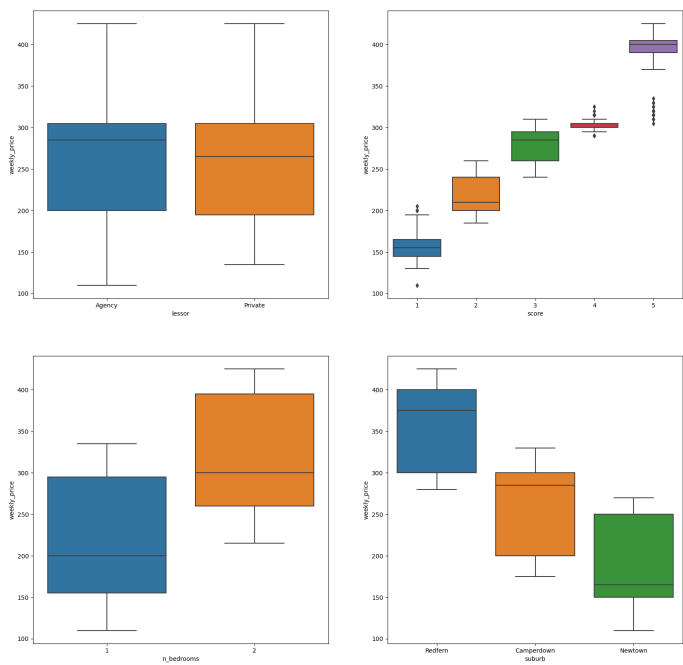 400
350
300
250
200
150
100
weekly_price
Agency
Private
lessor
400
350
300
250
200
150
100
weekly_price
1
2
3
4
5
score
400
350
300
250
200
150
100
weekly_price
1
2
n_bedrooms
400
350
300
250
200
150
100
weekly_price
Redfern
Camperdown
Newtown
suburb